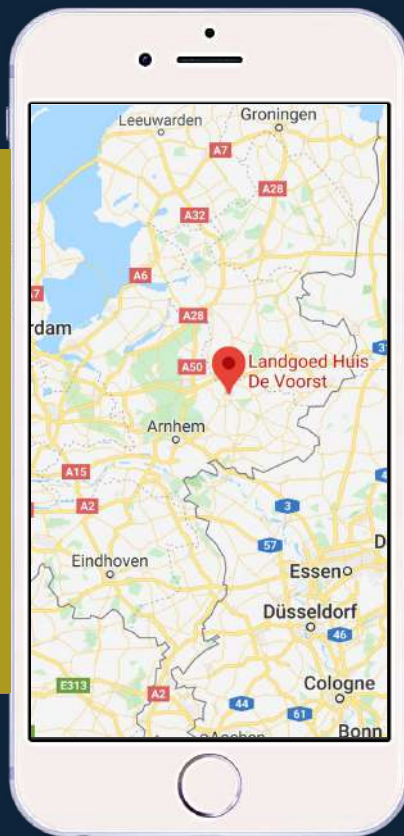 Groningen
Leeuwarden
A7
A28
A32
A6
A7
A28
rdam
A50
Landgoed Huis
De Voorst
Arnhem
A15
A2
3
57
Eindhoven
Essen
Düsseldorf
46
E313
A2
Cologne
44
61
Bonn